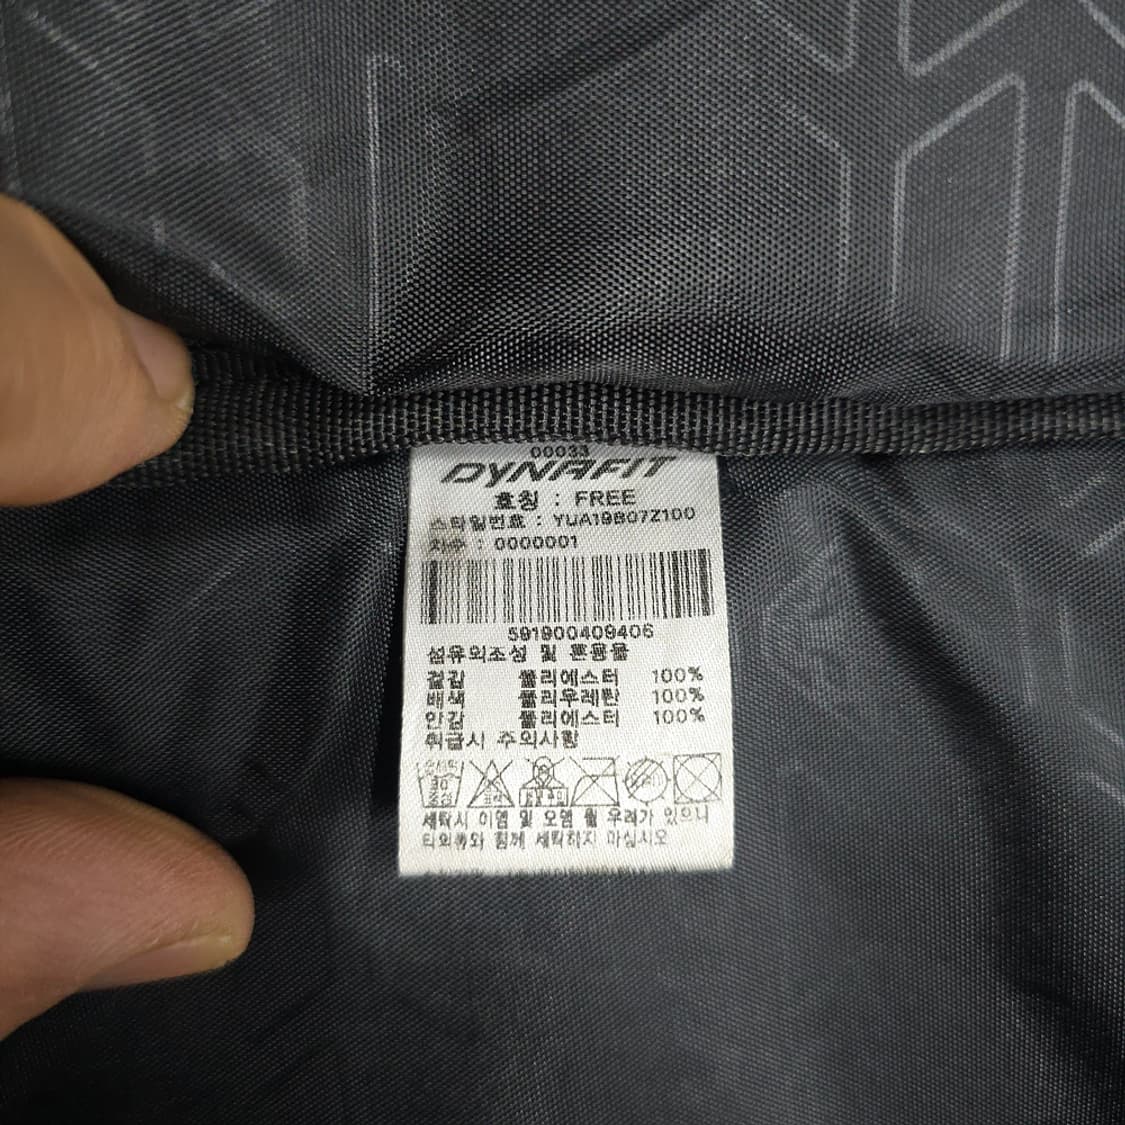 00033
DYNAFIT
호칭 : FREE
스타일번호 : YUA19B07Z100
차수 : 0000001
591900409406
섬유의조성 및 혼용율
겉감 폴리에스터 100%
배색 폴리우레탄 100%
안감 폴리에스터 100%
취급시 주의사항
30
중성
세탁시 이염 및 오염 될 우려가 있으니
타의류와 함께 세탁하지 마십시오